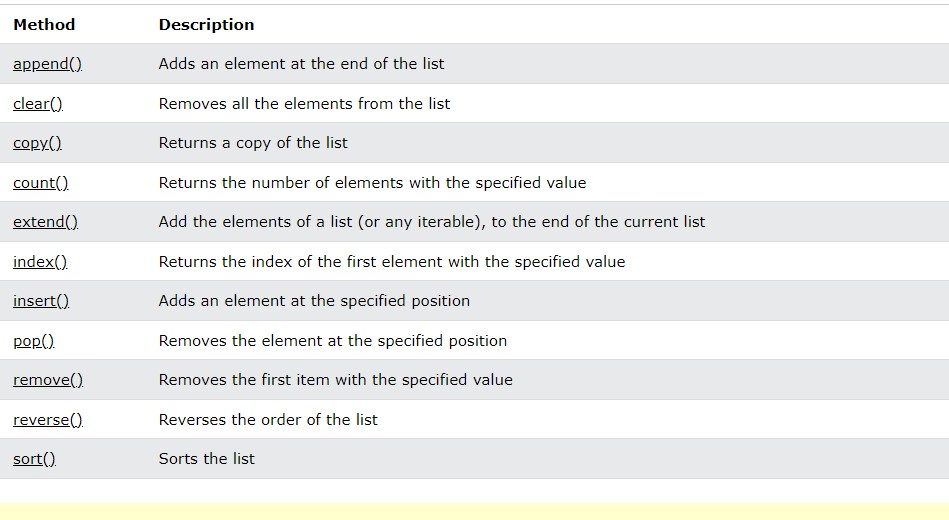 Method Description
append() Adds an element at the end of the list
clear() Removes all the elements from the list
copy() Returns a copy of the list
count() Returns the number of elements with the specified value
extend() Add the elements of a list (or any iterable), to the end of the current list
index() Returns the index of the first element with the specified value
insert() Adds an element at the specified position
pop() Removes the element at the specified position
remove() Removes the first item with the specified value
reverse() Reverses the order of the list
sort() Sorts the list